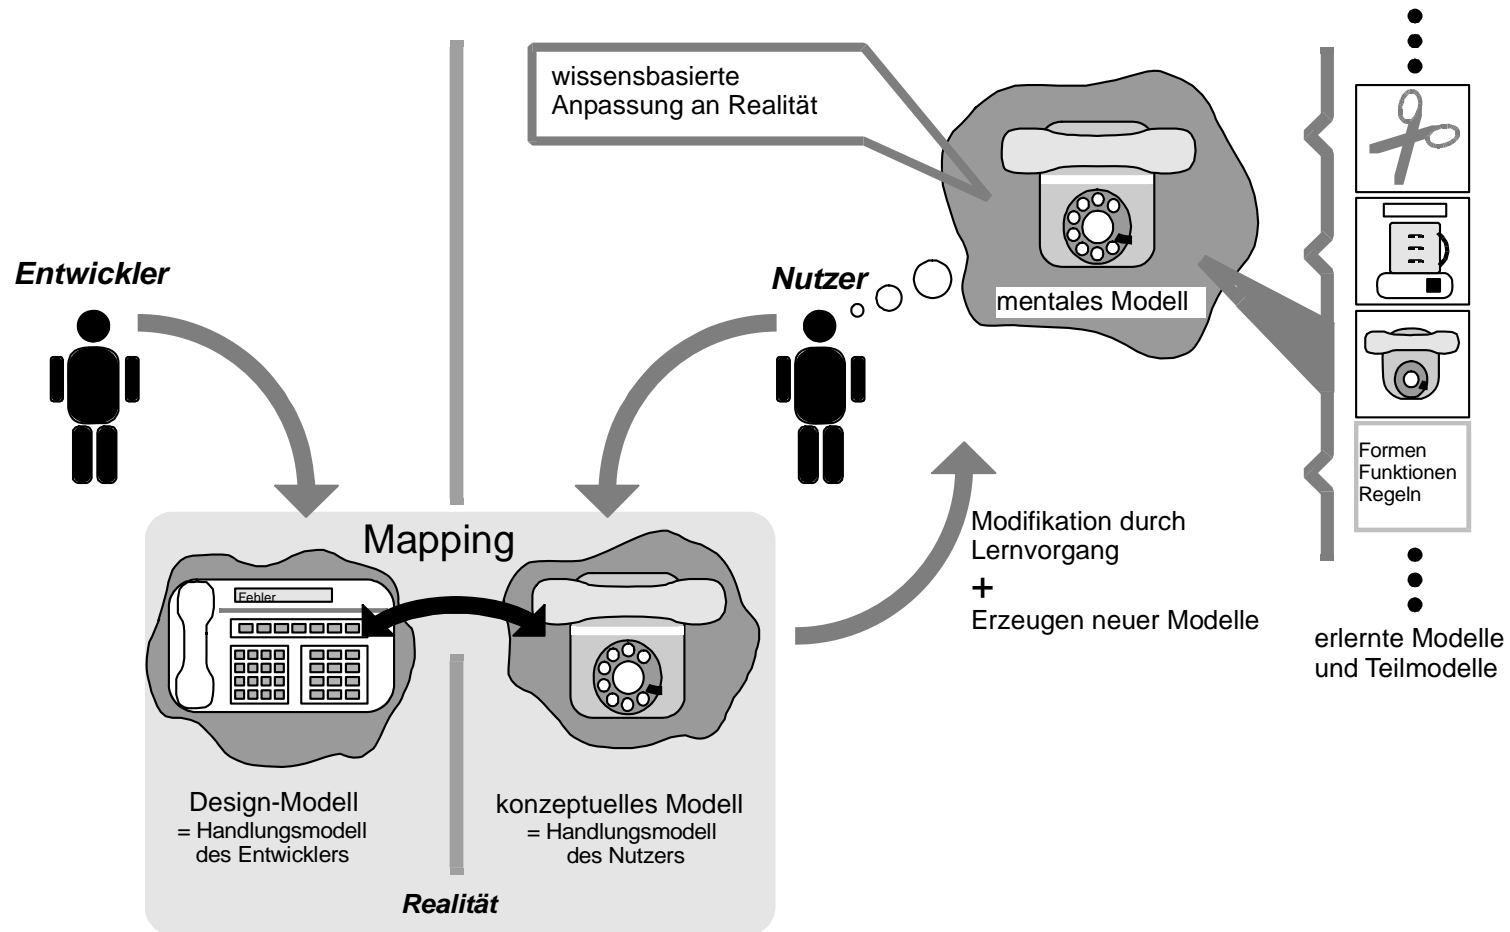 wissensbasierte
Anpassung an Realität
Entwickler
Nutzer
mentales Modell
Formen
Funktionen
Regeln
Mapping
Modifikation durch
Lernvorgang
+
Erzeugen neuer Modelle
Fehler
erlernte Modelle
und Teilmodelle
Design-Modell
= Handlungsmodell
des Entwicklers
konzeptuelles Modell
= Handlungsmodell
des Nutzers
Realität